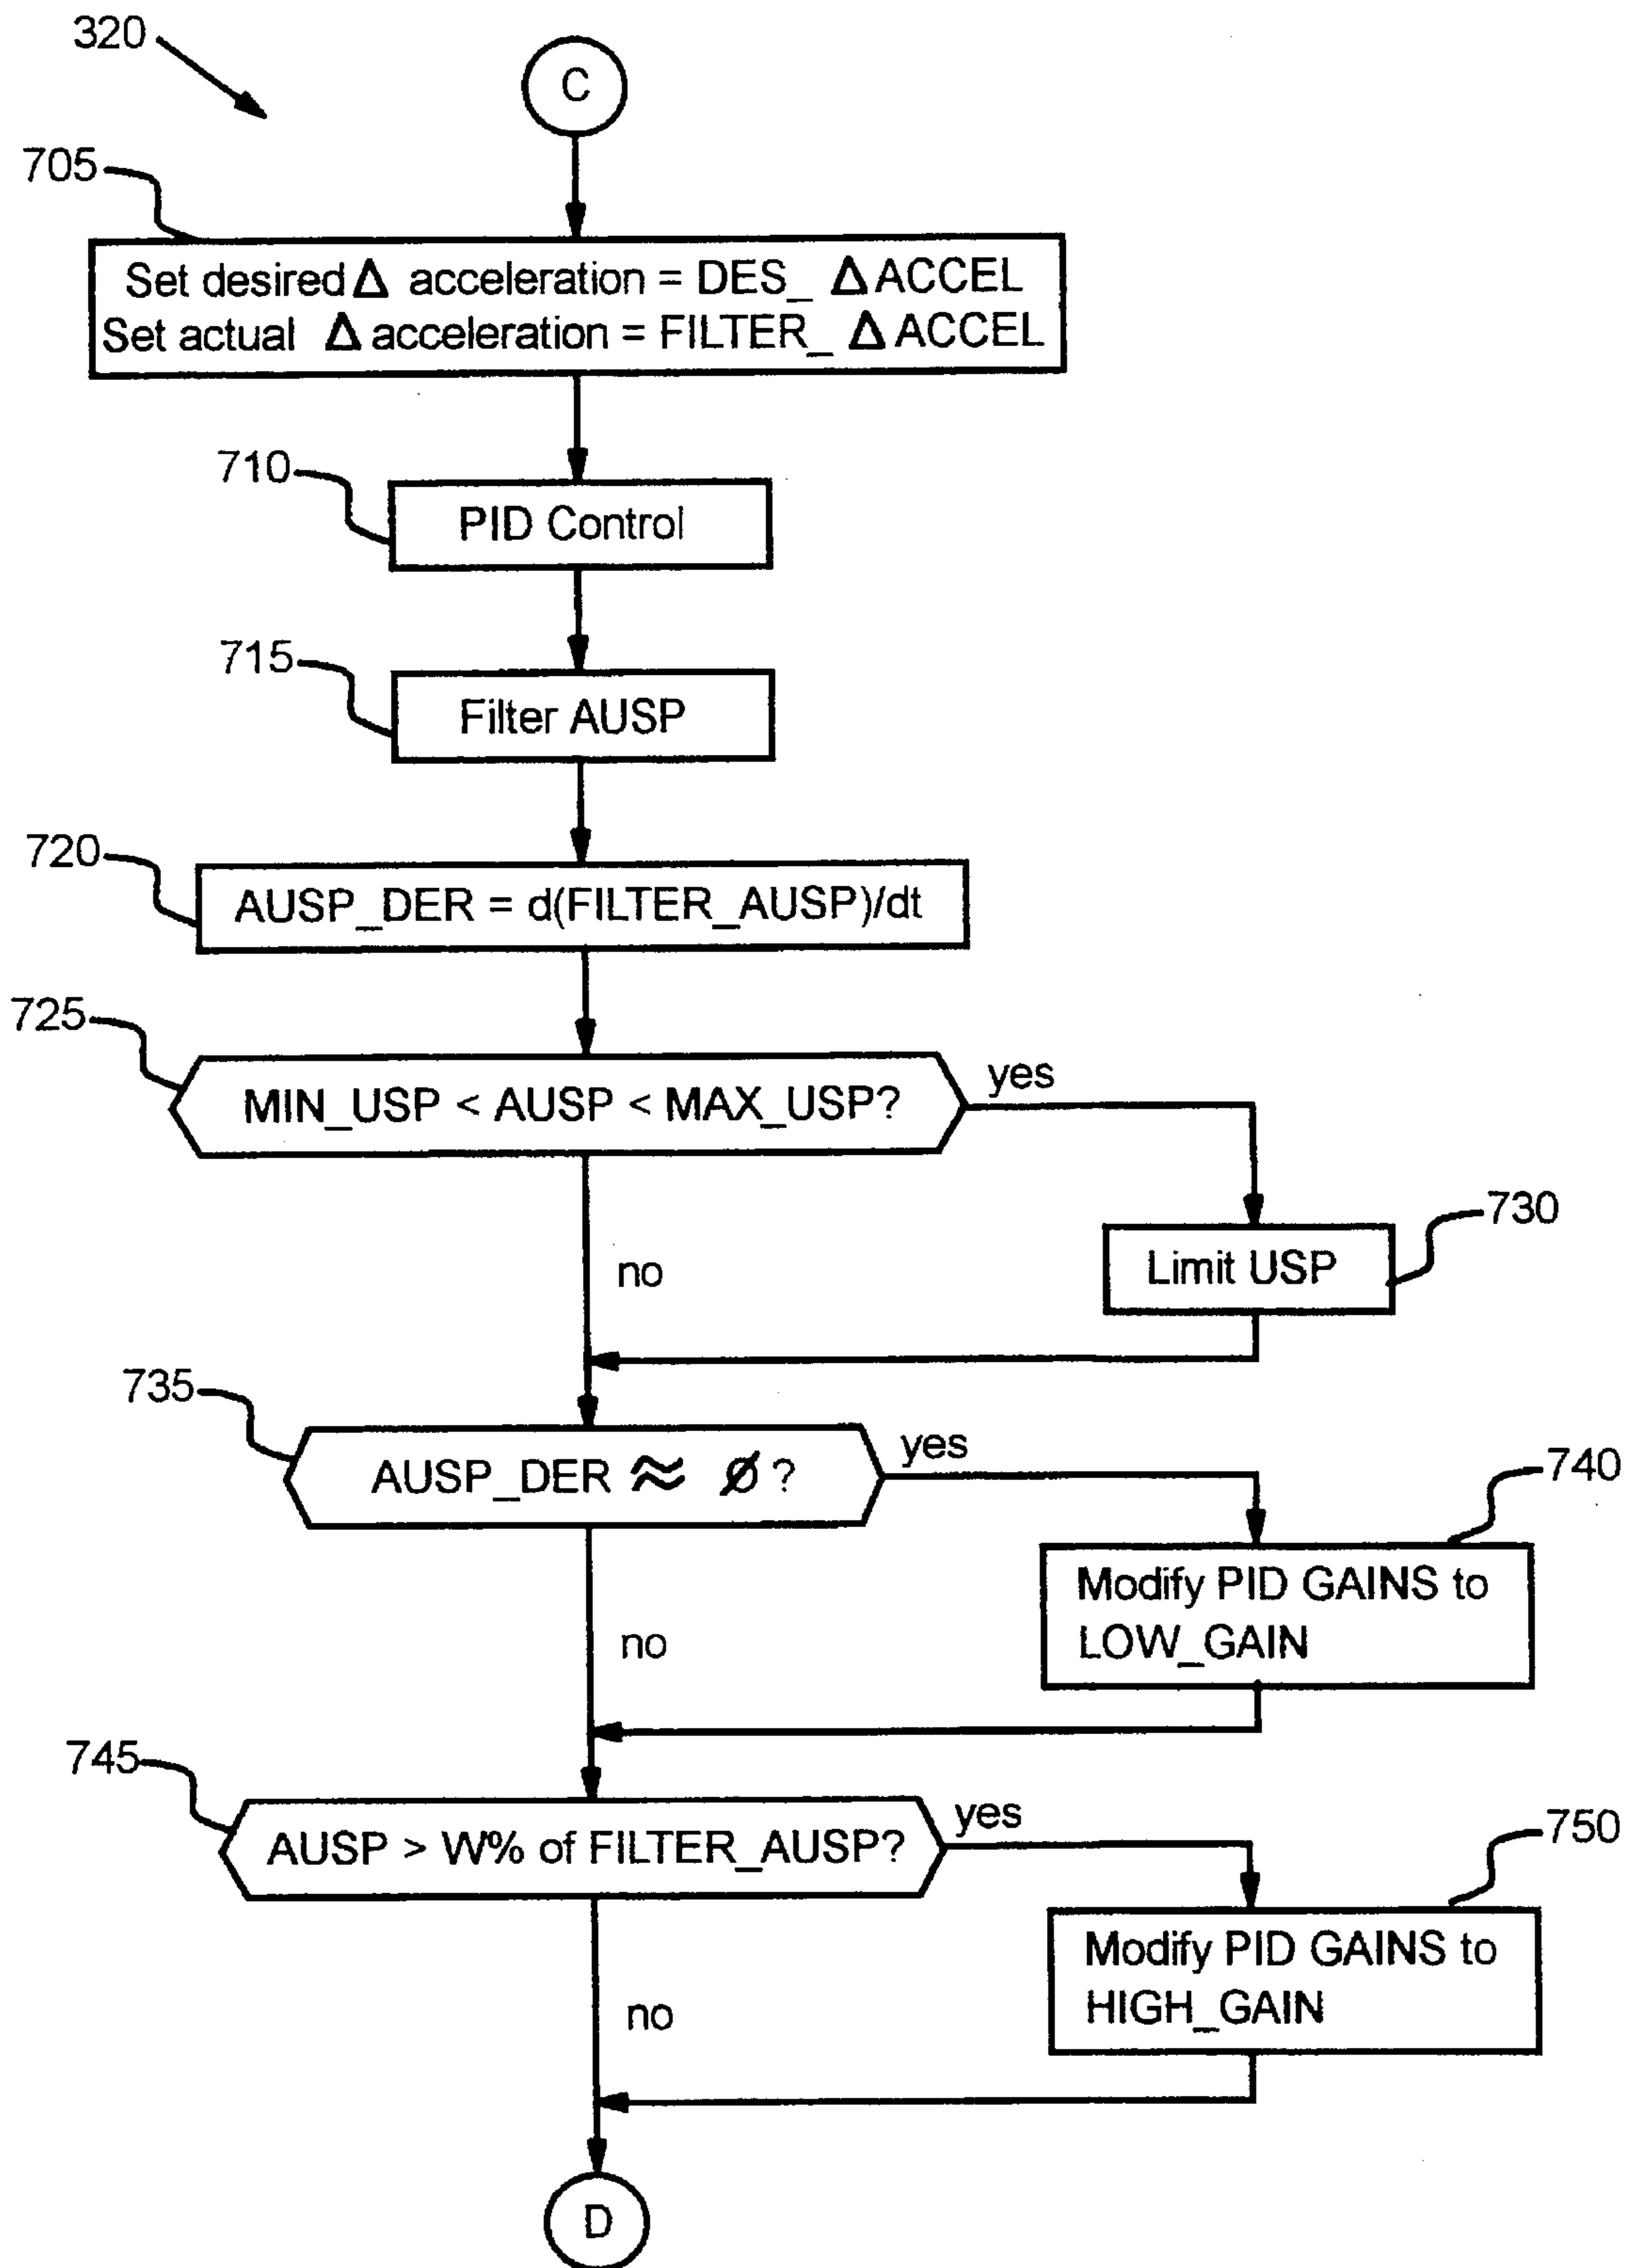 320
C
705
Set desired Δ acceleration = DES_ Δ ACCEL
Set actual Δ acceleration = FILTER_ Δ ACCEL
710
PID Control
715
Filter AUSP
720
AUSP_DER = d(FILTER_AUSP)/dt
725
MIN_USP < AUSP < MAX_USP?
yes
730
Limit USP
no
735
AUSP_DER ≈ ∅ ?
yes
740
Modify PID GAINS to
LOW_GAIN
no
745
AUSP > W% of FILTER_AUSP?
yes
750
Modify PID GAINS to
HIGH_GAIN
no
D